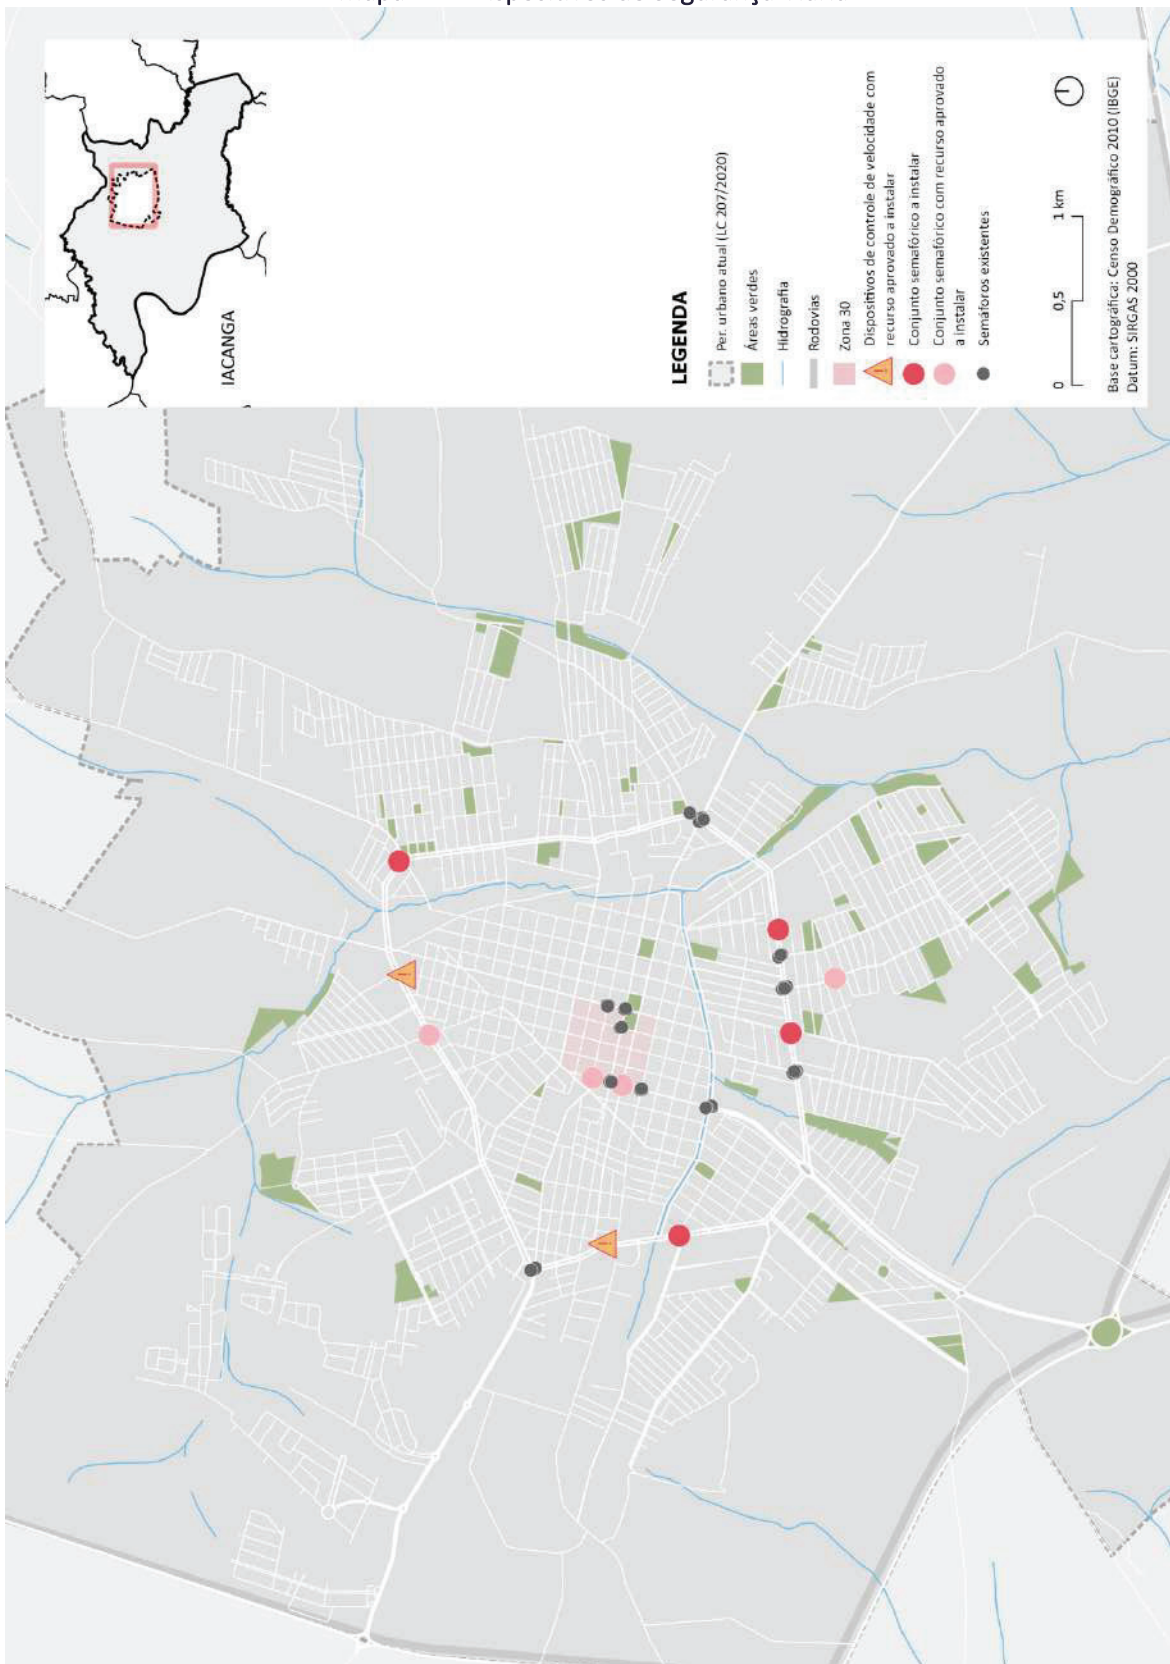 IACANGA
LEGENDA
Per. urbano atual (LC 207/2020)
Áreas verdes
Hidrografia
Rodovias
Zona 30
Dispositivos de controle de velocidade com
recurso aprovado a instalar
Conjunto semafórico a instalar
Conjunto semafórico com recurso aprovado
a instalar
Semáforos existentes
0 0,5 1 km
Base cartográfica: Censo Demográfico 2010 (IBGE)
Datum: SIRGAS 2000